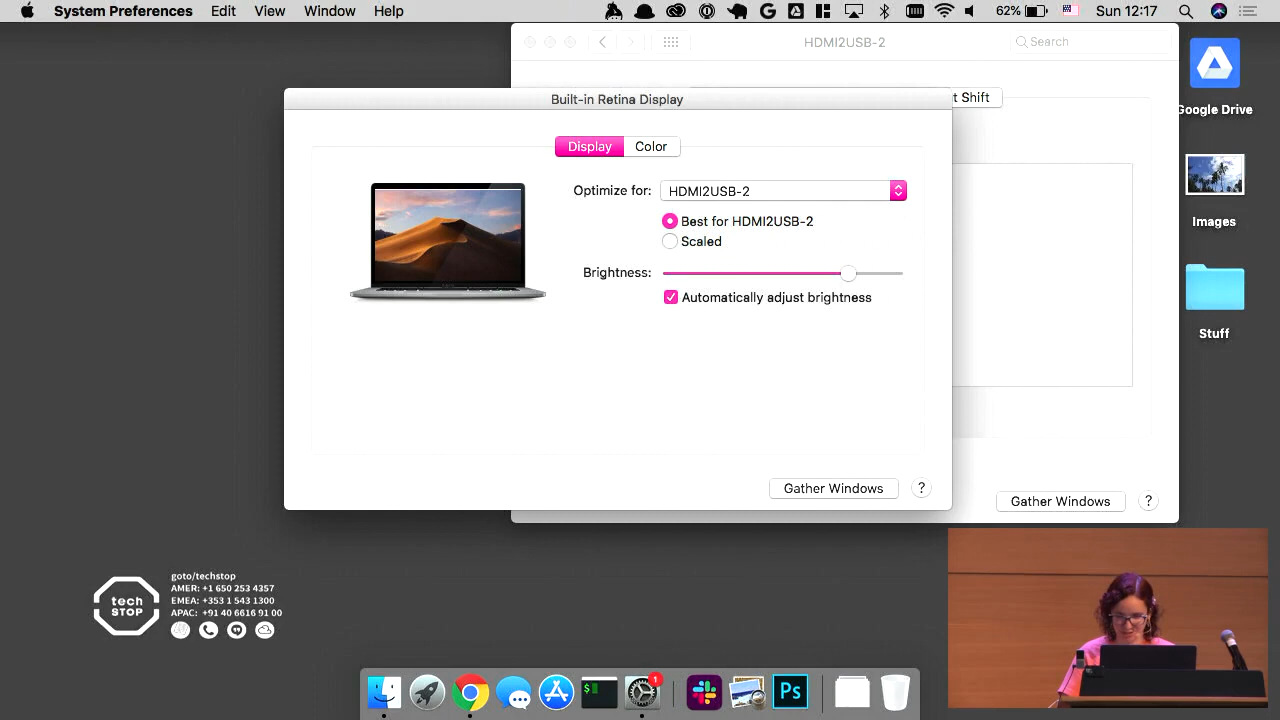 System Preferences Edit View Window Help
62% Sun 12:17
HDMI2USB-2
Search
Google Drive
Built-in Retina Display
t Shift
Display Color
Optimize for: HDMI2USB-2
Best for HDMI2USB-2
Scaled
Images
Brightness:
Automatically adjust brightness
Stuff
Gather Windows ?
Gather Windows ?
tech
STOP
goto/techstop
AMER: +1 650 253 4357
EMEA: +353 1 543 1300
APAC: +91 40 6616 91 00
$
1
Ps